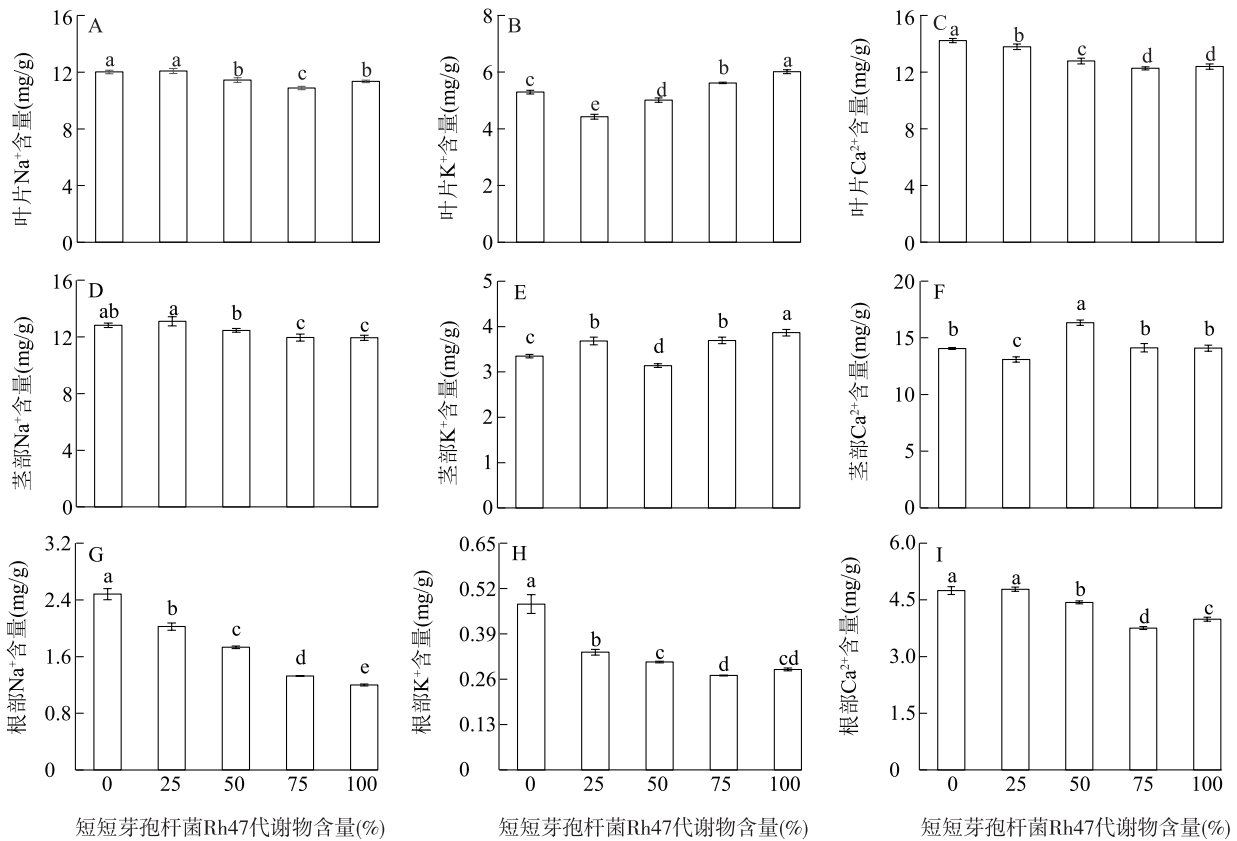 A
叶片Na⁺含量(mg/g)
16
12
8
4
0
a
a
b
c
b
B
叶片K⁺含量(mg/g)
8
6
4
2
0
c
e
d
b
a
C
叶片Ca²⁺含量(mg/g)
16
12
8
4
0
a
b
c
d
d
D
茎部Na⁺含量(mg/g)
16
12
8
4
0
ab
a
b
c
c
E
茎部K⁺含量(mg/g)
5
4
3
2
1
0
c
b
d
b
a
F
茎部Ca²⁺含量(mg/g)
20
15
10
5
0
b
c
a
b
b
G
根部Na⁺含量(mg/g)
3.2
2.4
1.6
0.8
0
a
b
c
d
e
0
25
50
75
100
短短芽孢杆菌Rh47代谢物含量(%)
H
根部K⁺含量(mg/g)
0.65
0.52
0.39
0.26
0.13
0
a
b
c
d
cd
0
25
50
75
100
短短芽孢杆菌Rh47代谢物含量(%)
I
根部Ca²⁺含量(mg/g)
6.0
4.5
3.0
1.5
0
a
a
b
d
c
0
25
50
75
100
短短芽孢杆菌Rh47代谢物含量(%)